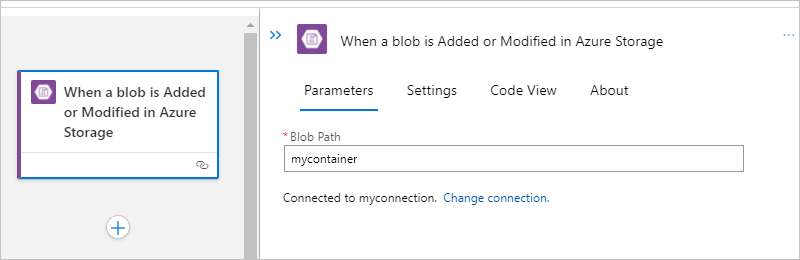 When a blob is Added
or Modified in Azure
Storage
When a blob is Added or Modified in Azure Storage
Parameters Settings Code View About
* Blob Path
mycontainer
Connected to myconnection. Change connection.